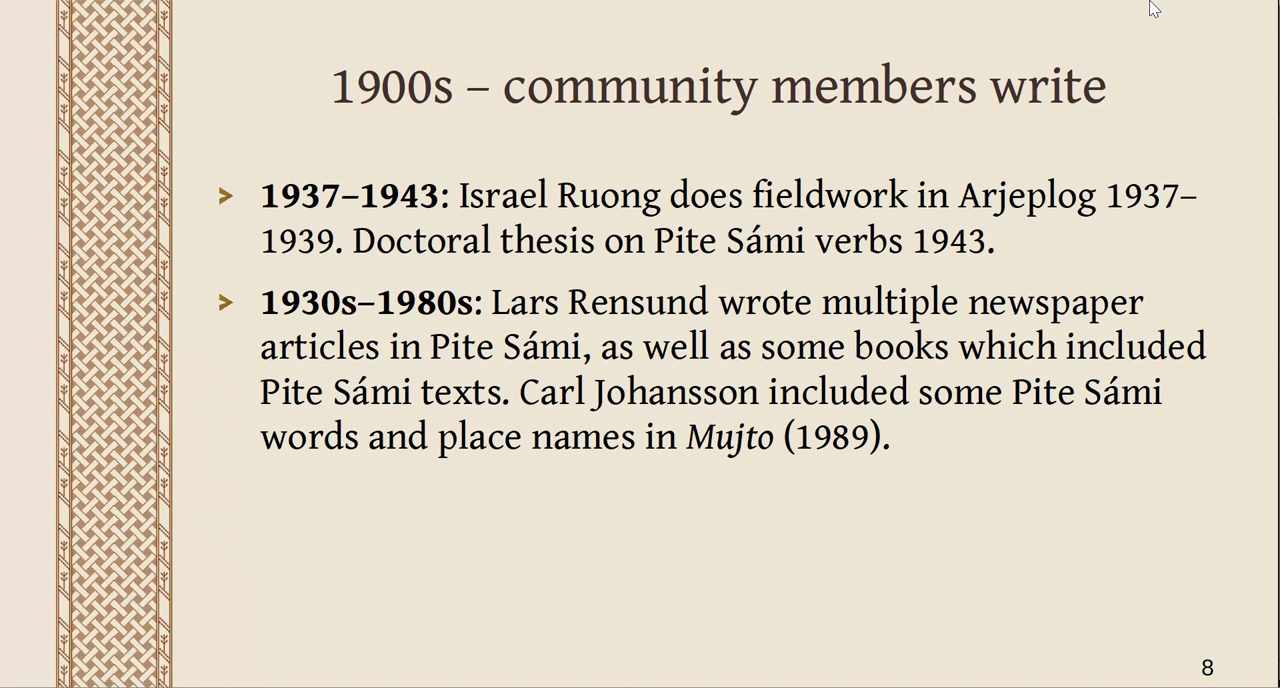 1900s – community members write
1937–1943: Israel Ruong does fieldwork in Arjeplog 1937–
1939. Doctoral thesis on Pite Sámi verbs 1943.
1930s–1980s: Lars Rensund wrote multiple newspaper
articles in Pite Sámi, as well as some books which included
Pite Sámi texts. Carl Johansson included some Pite Sámi
words and place names in Mujto (1989).
8